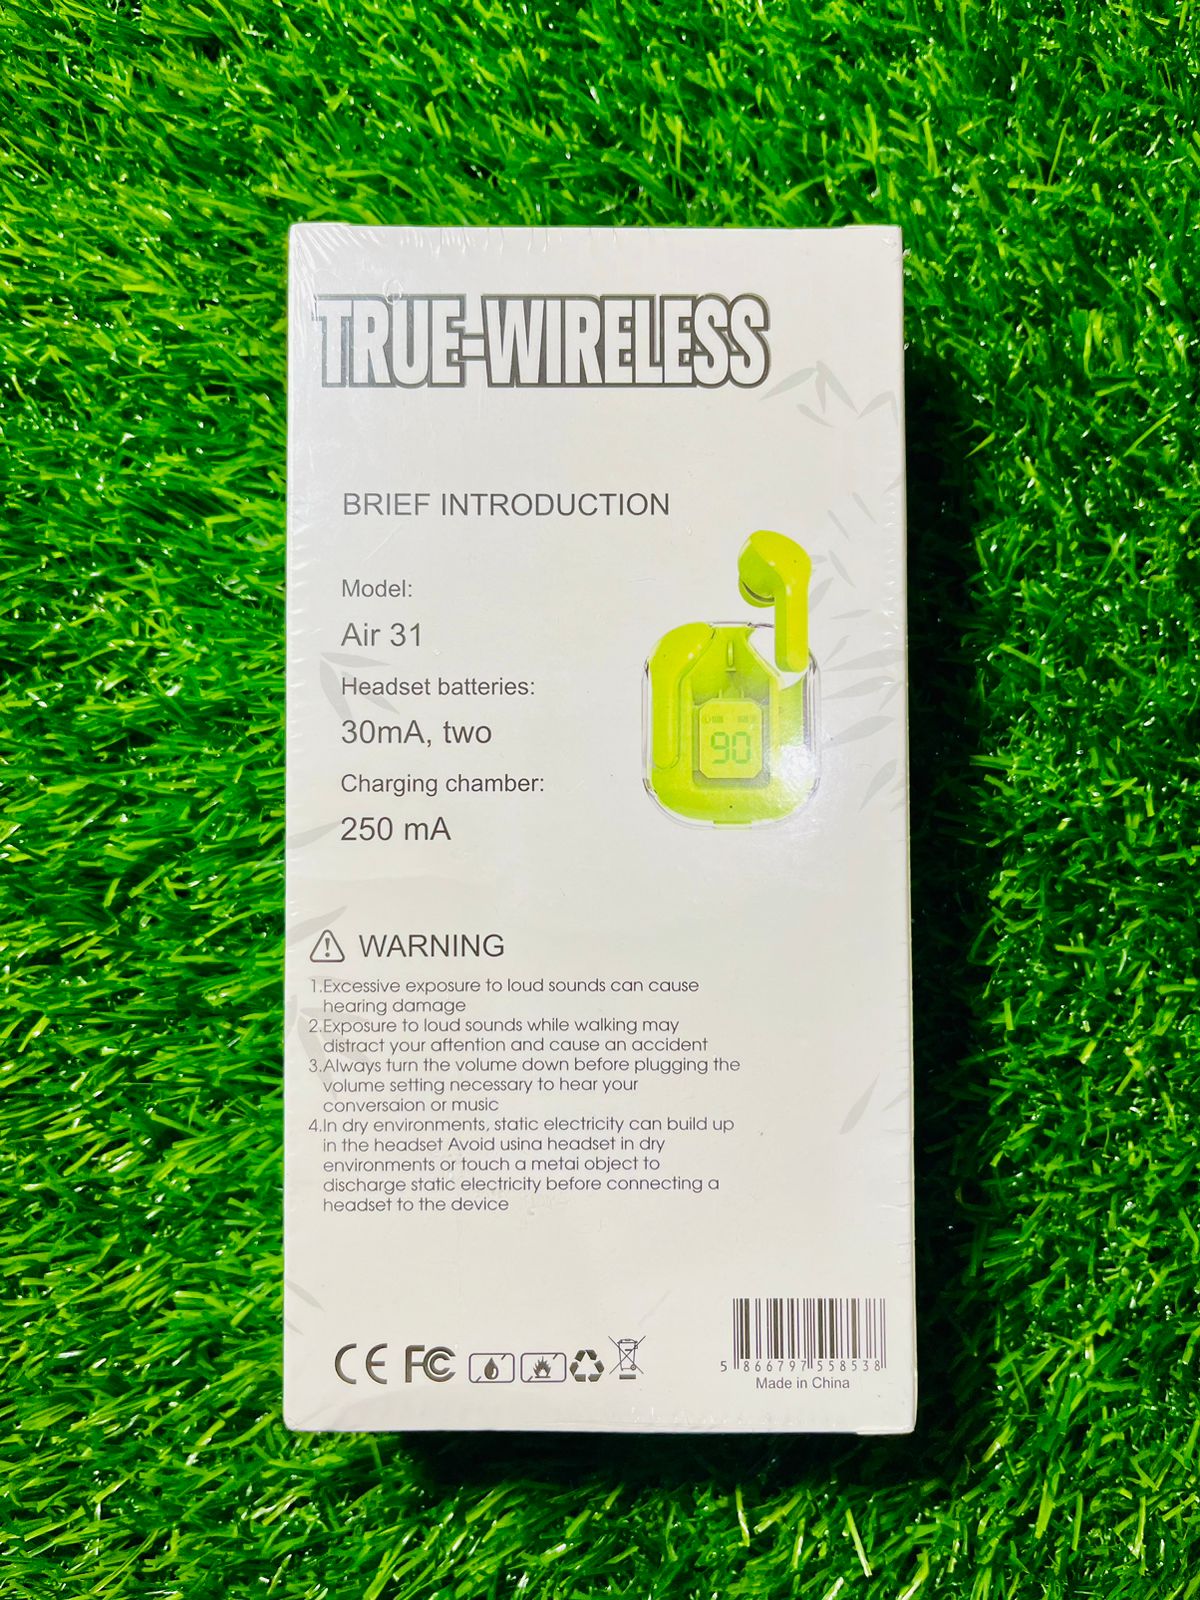 TRUE-WIRELESS
BRIEF INTRODUCTION
Model:
Air 31
Headset batteries:
30mA, two
Charging chamber:
250 mA
90
WARNING
1.Excessive exposure to loud sounds can cause
hearing damage
2.Exposure to loud sounds while walking may
distract your aftention and cause an accident
3.Always turn the volume down before plugging the
volume setting necessary to hear your
conversaion or music
4.In dry environments, static electricity can build up
in the headset Avoid usina headset in dry
environments or touch a metai object to
discharge static electricity before connecting a
headset to the device
CE FC
5 866797 558538
Made in China